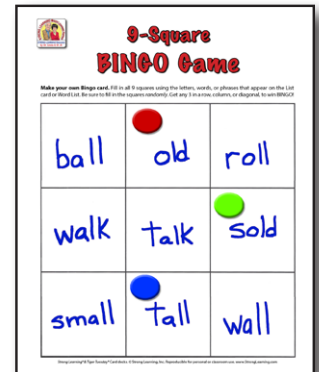 9-Square
BINGO Game
Make your own Bingo card. Fill in all 9 squares using the letters, words, or phrases that appear on the List
card or Word List. Be sure to fill in the squares randomly. Get any 3 in a row, column, or diagonal, to win BINGO!
ball old roll
walk talk sold
small tall wall